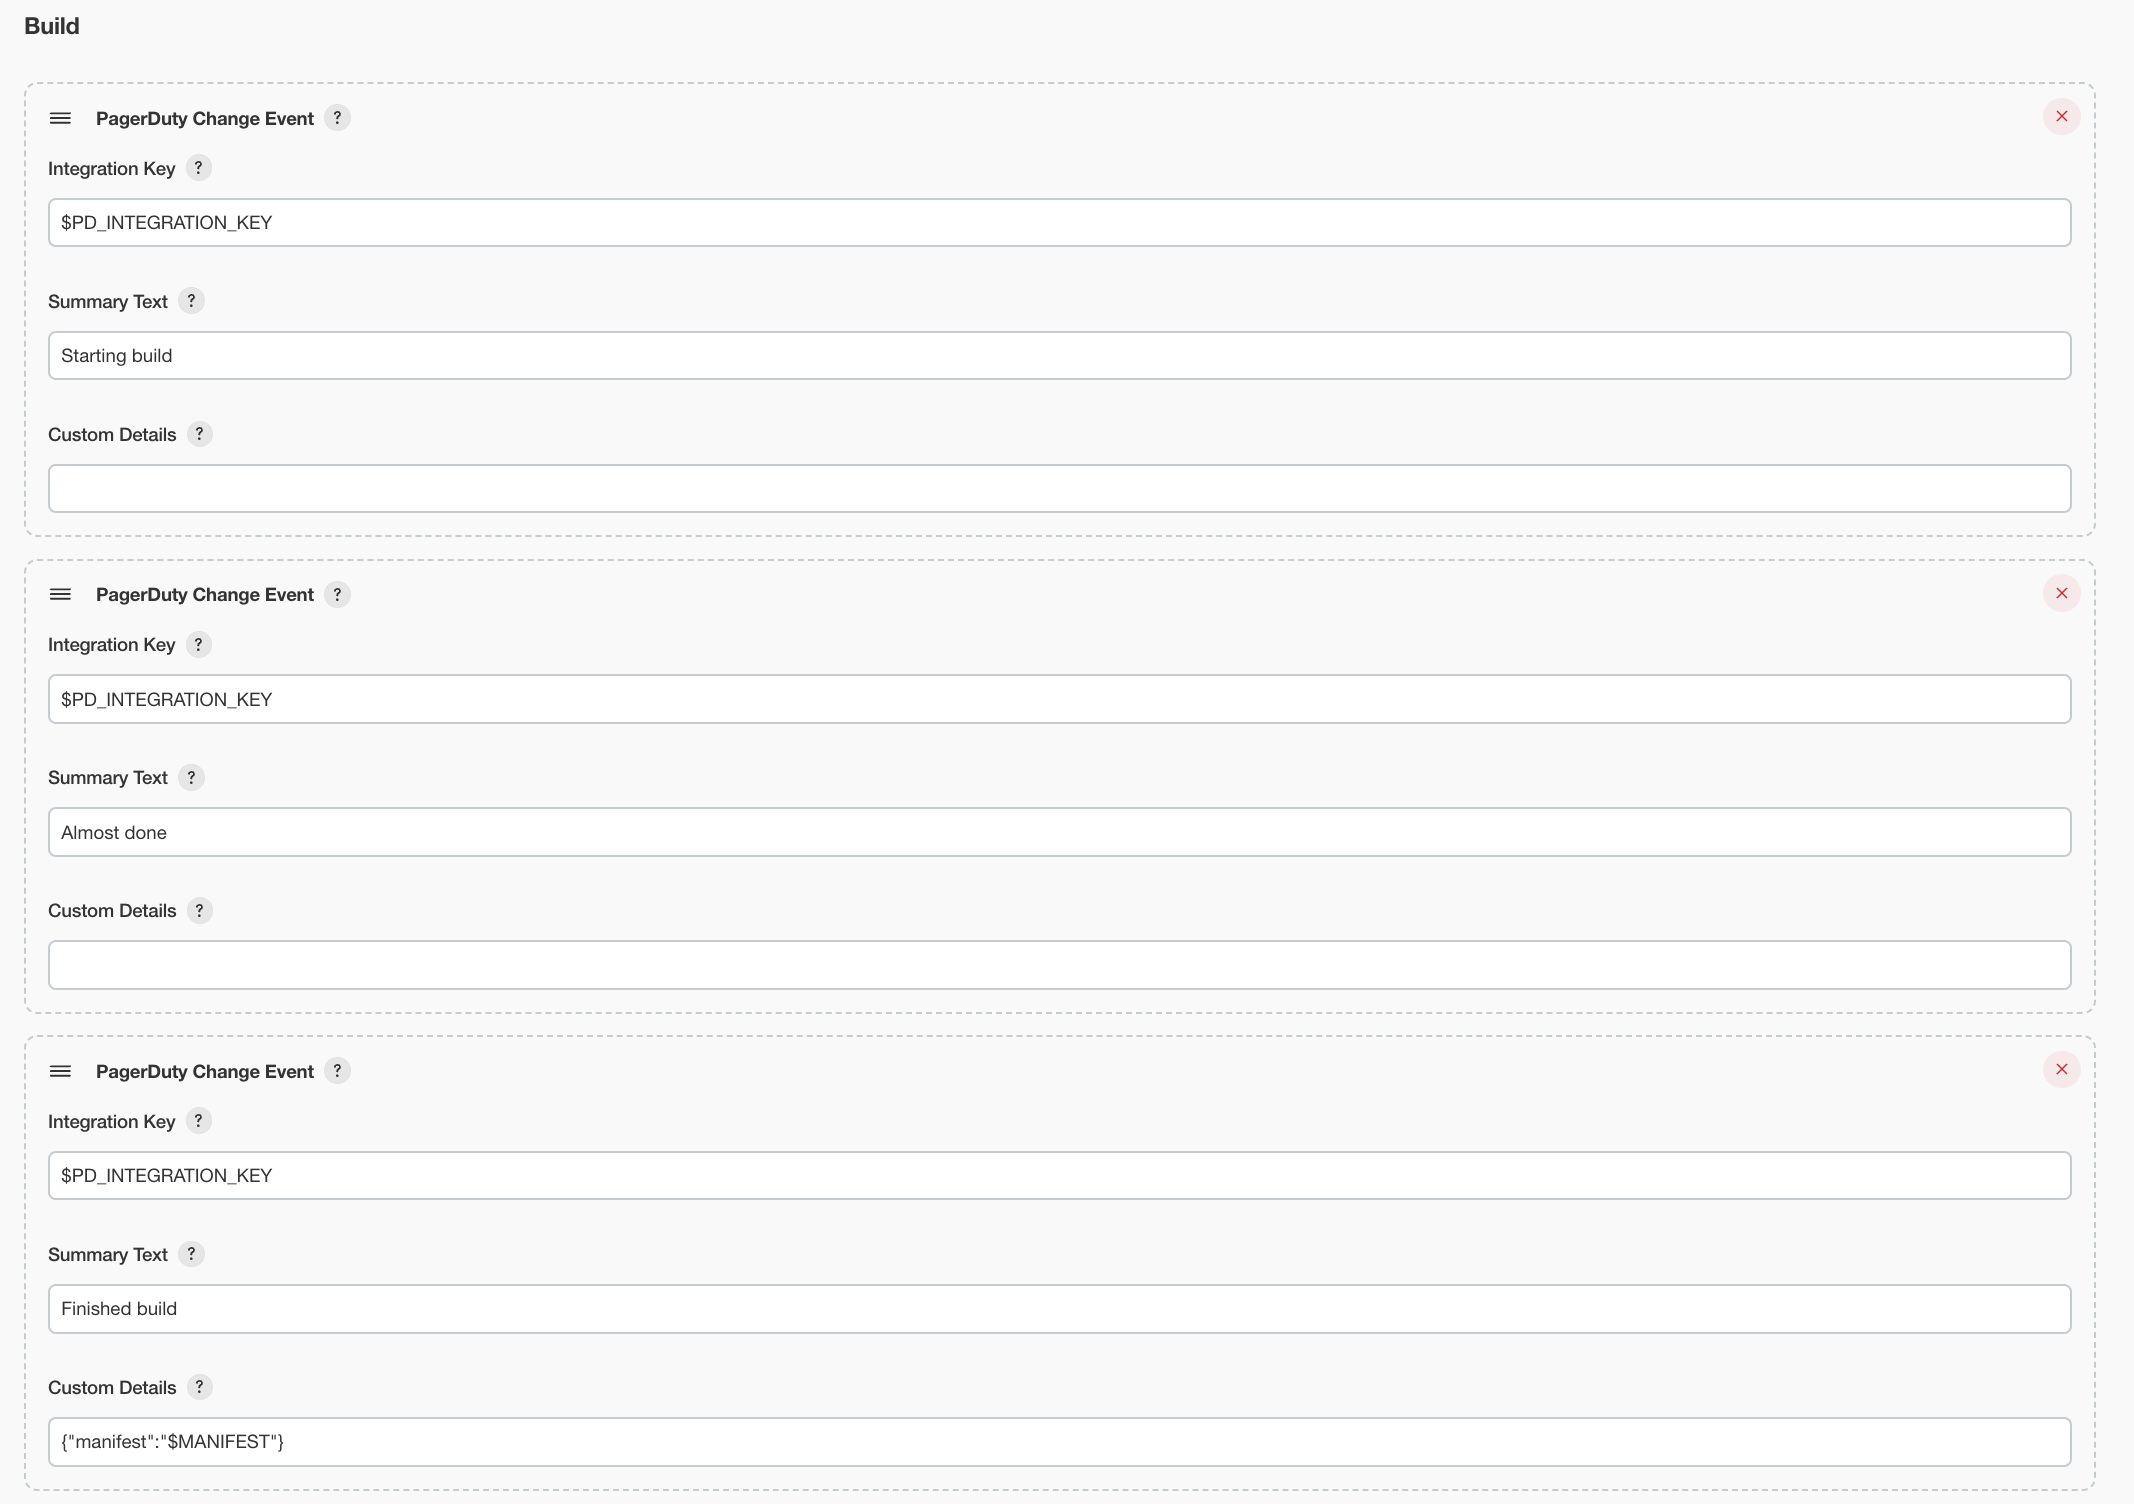 Build
PagerDuty Change Event ?
Integration Key ?
$PD_INTEGRATION_KEY
Summary Text ?
Starting build
Custom Details ?
PagerDuty Change Event ?
Integration Key ?
$PD_INTEGRATION_KEY
Summary Text ?
Almost done
Custom Details ?
PagerDuty Change Event ?
Integration Key ?
$PD_INTEGRATION_KEY
Summary Text ?
Finished build
Custom Details ?
{"manifest":"$MANIFEST"}